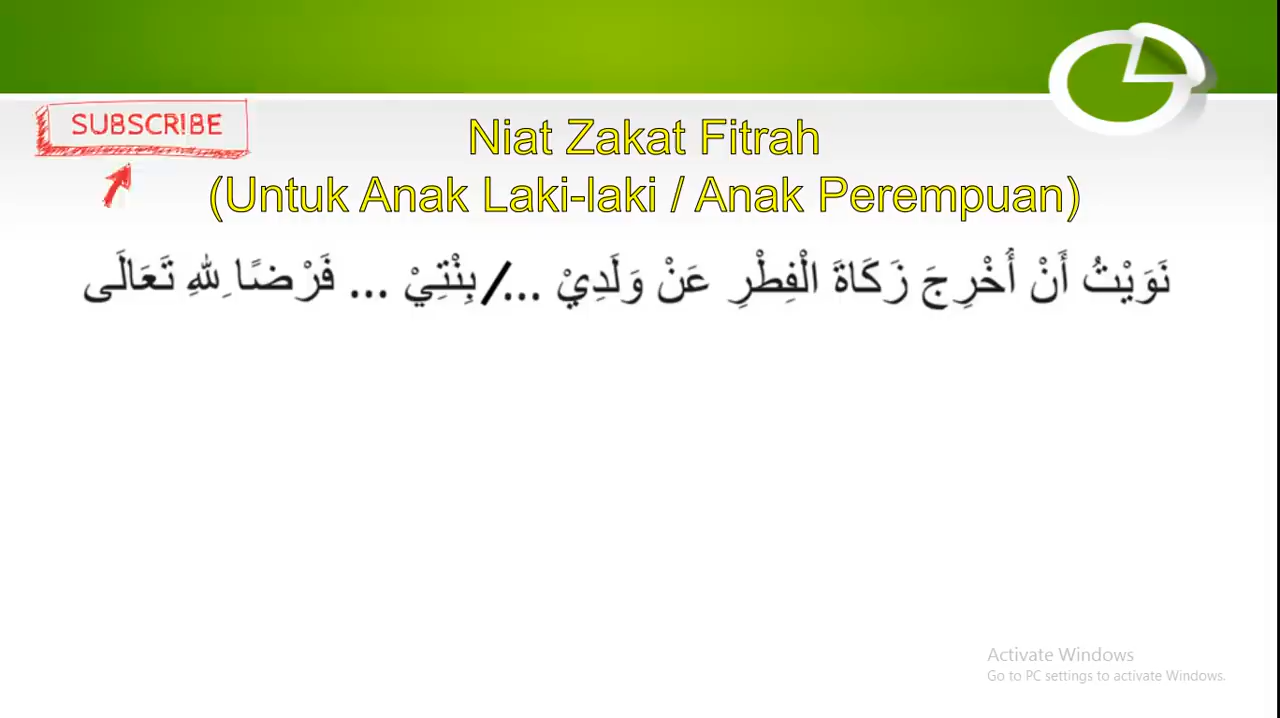 SUBSCRIBE
Niat Zakat Fitrah
(Untuk Anak Laki-laki / Anak Perempuan)
نَوَيْتُ أَنْ أُخْرِجَ زَكَاةَ الْفِطْرِ عَنْ وَلَدِيْ .../ بِنْتِيْ ... فَرْضًا ِللهِ تَعَالَى
Activate Windows
Go to PC settings to activate Windows.